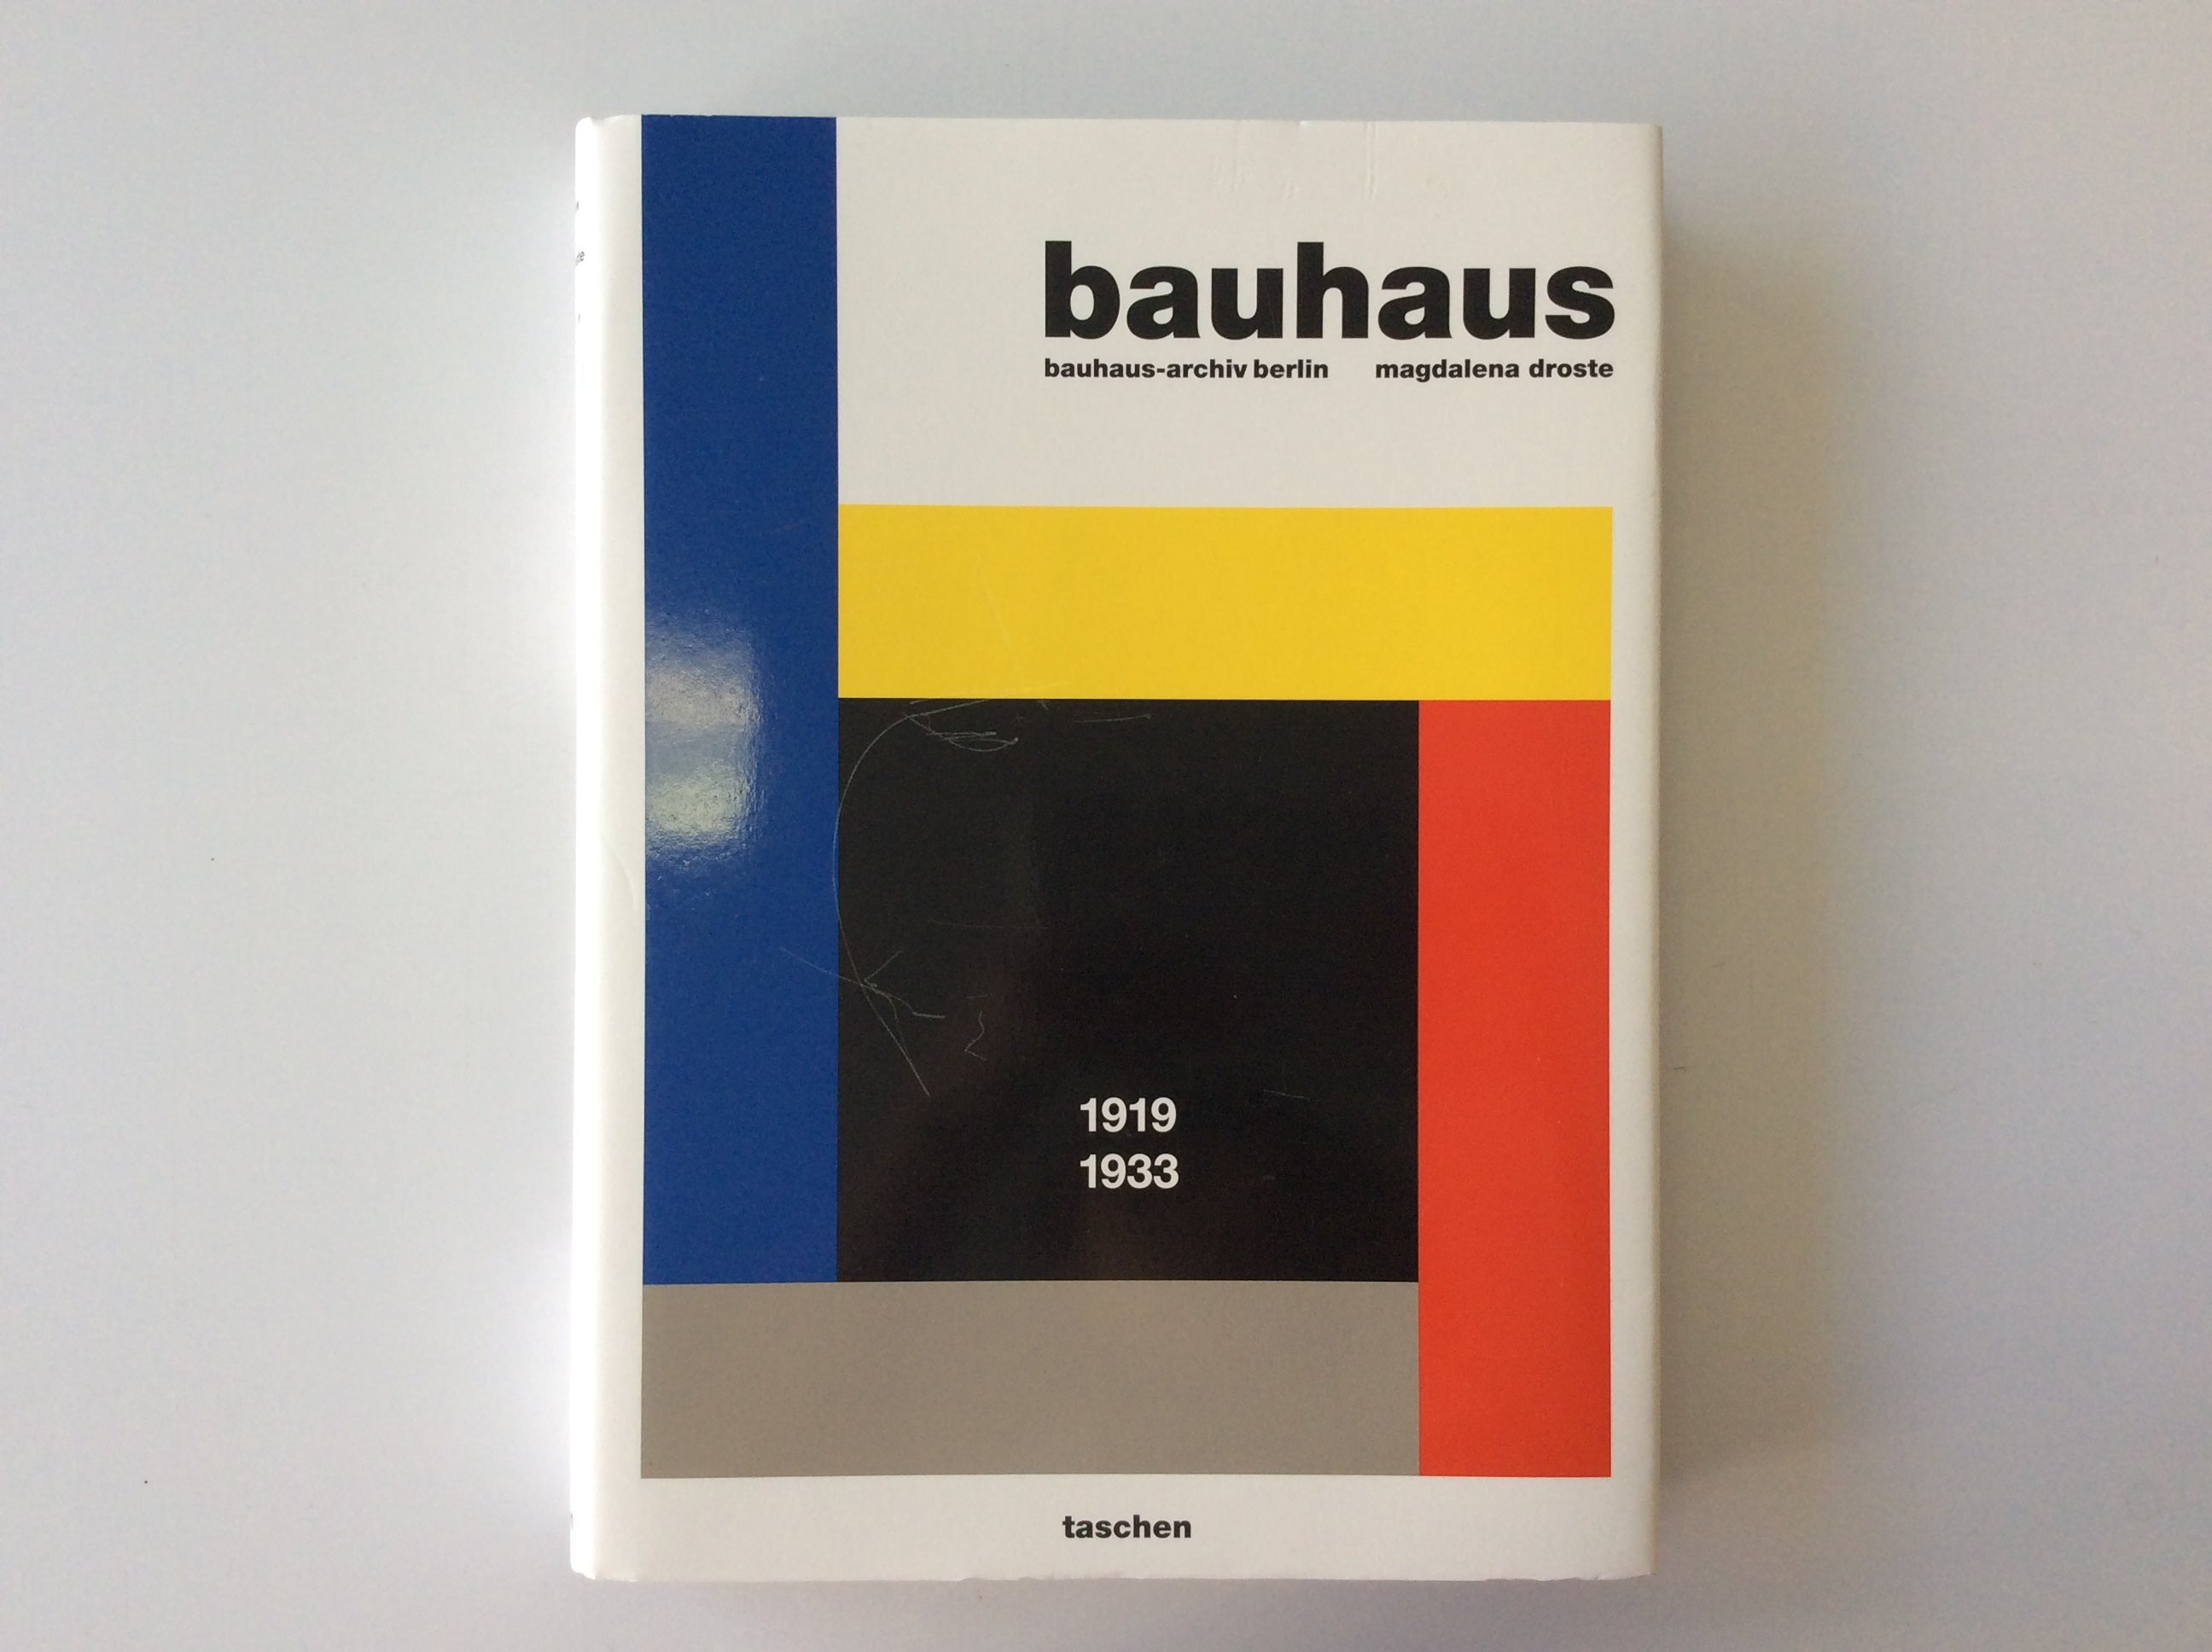 bauhaus
bauhaus-archiv berlin magdalena droste
1919
1933
taschen